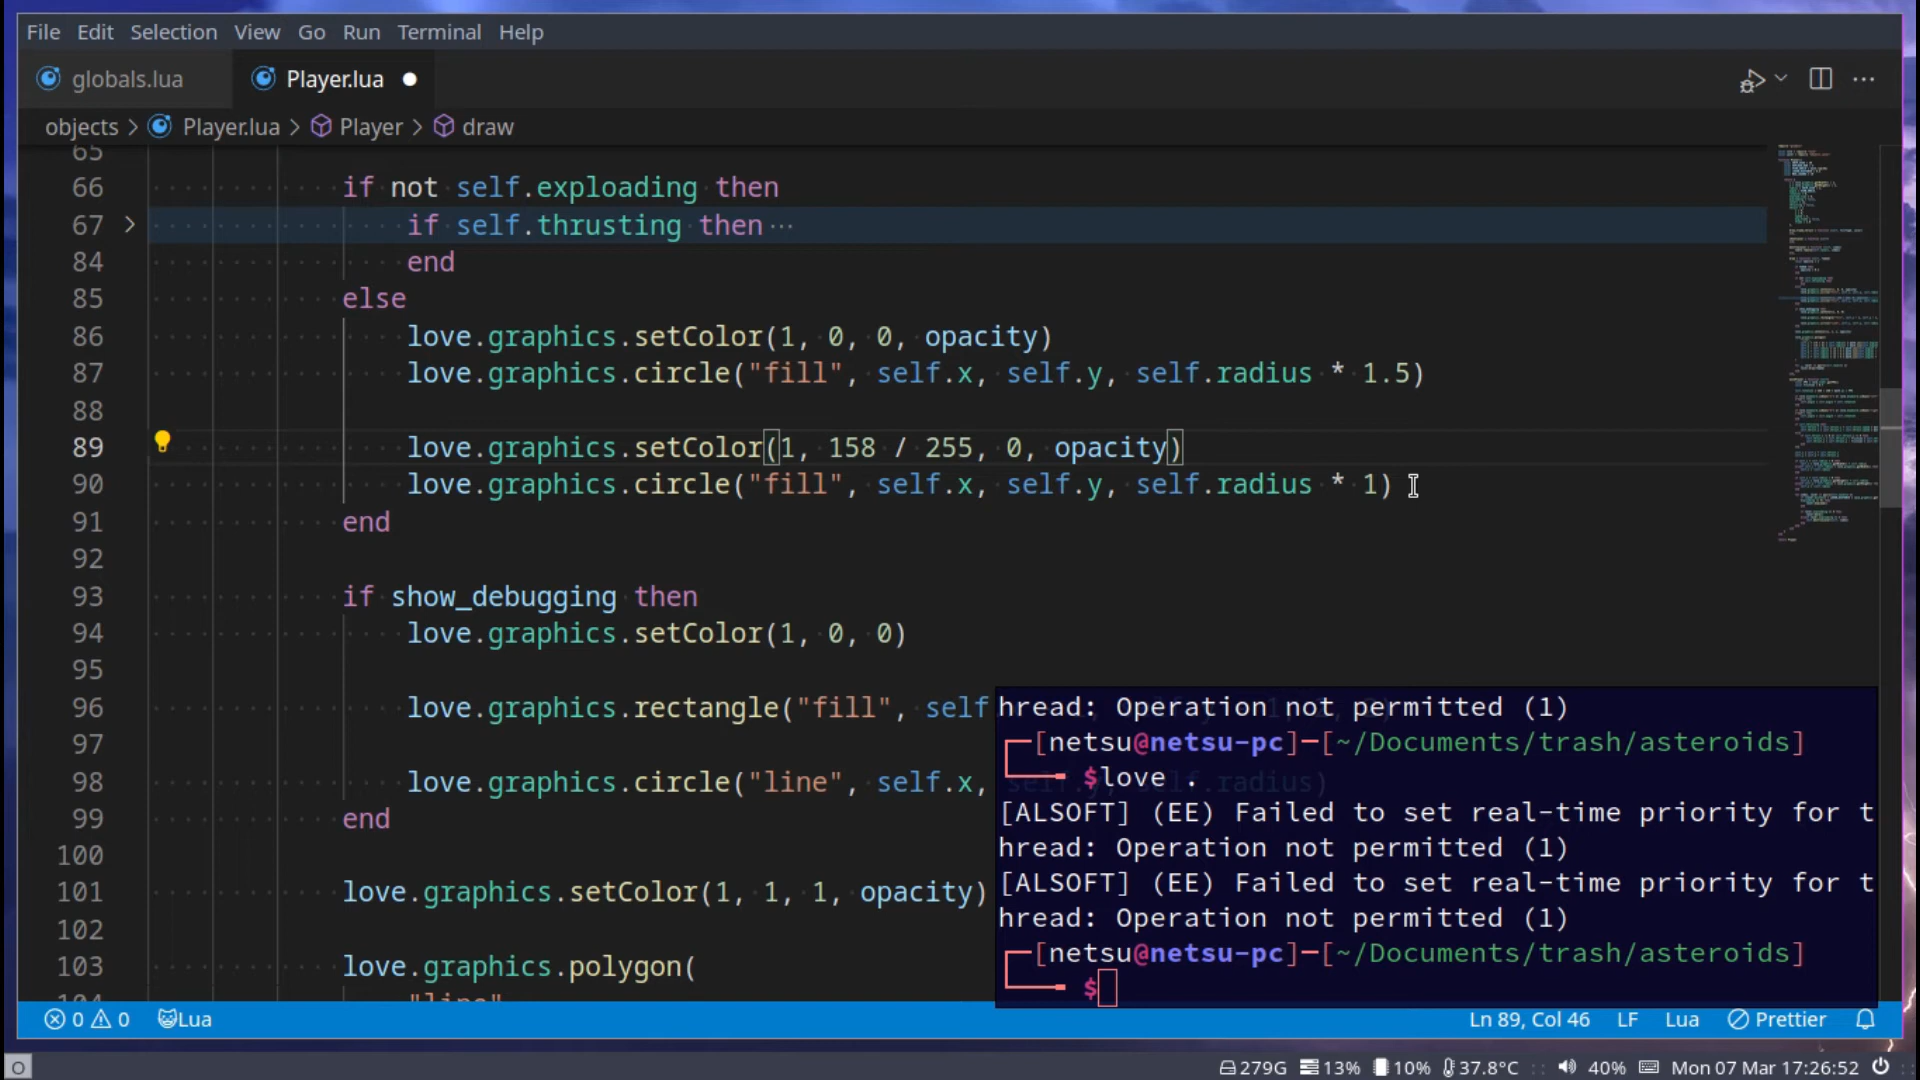 File Edit Selection View Go Run Terminal Help
globals.lua Player.lua
objects > Player.lua > Player > draw
65
66 if not self.exploading then
67 if self.thrusting then ···
84 end
85 else
86 love.graphics.setColor(1, 0, 0, opacity)
87 love.graphics.circle("fill", self.x, self.y, self.radius * 1.5)
88
89 love.graphics.setColor(1, 158 / 255, 0, opacity)
90 love.graphics.circle("fill", self.x, self.y, self.radius * 1)
91 end
92
93 if show_debugging then
94 love.graphics.setColor(1, 0, 0)
95
96 love.graphics.rectangle("fill", self
97
98 love.graphics.circle("line", self.x, self.y, self.radius)
99 end
100
101 love.graphics.setColor(1, 1, 1, opacity)
102
103 love.graphics.polygon(
104 "line"
hread: Operation not permitted (1)
[netsu@netsu-pc]-[~/Documents/trash/asteroids]
$love .
[ALSOFT] (EE) Failed to set real-time priority for t
hread: Operation not permitted (1)
[ALSOFT] (EE) Failed to set real-time priority for t
hread: Operation not permitted (1)
[netsu@netsu-pc]-[~/Documents/trash/asteroids]
$
0 0 Lua Ln 89, Col 46 LF Lua Prettier
279G 13% 10% 37.8°C :: 40% Mon 07 Mar 17:26:52